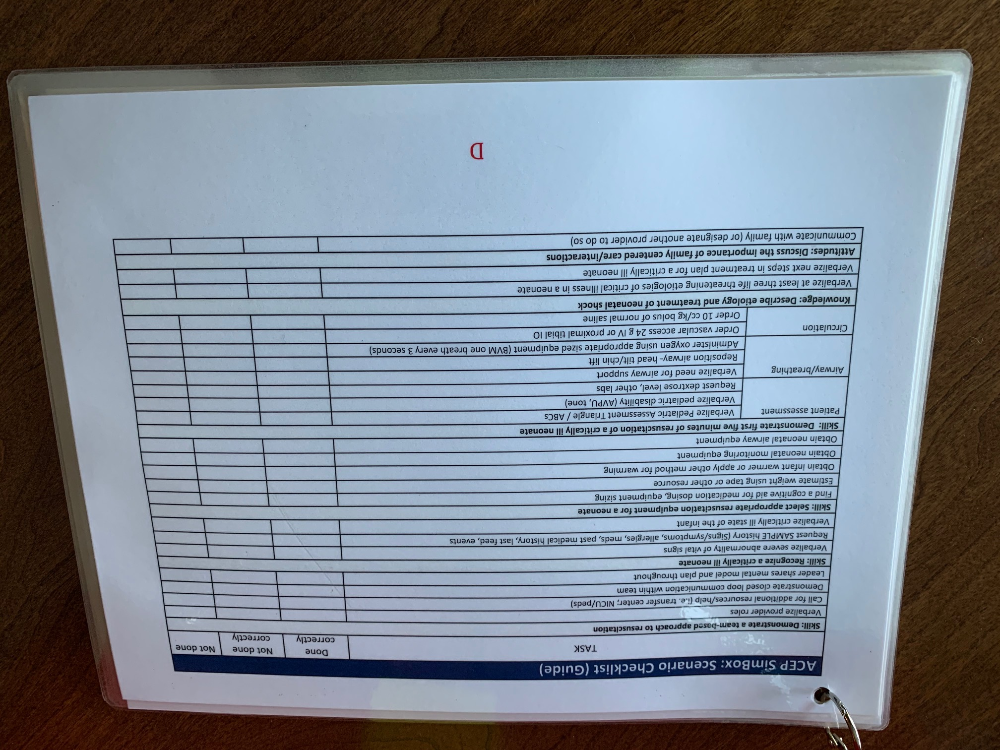 ACEP SimBox: Scenario Checklist (Guide)
TASK Done correctly Not done correctly Not done
Skill: Demonstrate a team-based approach to resuscitation
Verbalize provider roles
Call for additional resources/help (i.e. transfer center; NICU/peds)
Demonstrate closed loop communication within team
Leader shares mental model and plan throughout
Skill: Recognize a critically ill neonate
Verbalize severe abnormality of vital signs
Request SAMPLE history (Signs/symptoms, allergies, meds, past medical history, last feed, events
Verbalize critically ill state of the infant
Skill: Select appropriate resuscitation equipment for a neonate
Find a cognitive aid for medication dosing, equipment sizing
Estimate weight using tape or other resource
Obtain infant warmer or apply other method for warming
Obtain neonatal monitoring equipment
Obtain neonatal airway equipment
Skill: Demonstrate first five minutes of resuscitation of a critically ill neonate
Patient assessment Verbalize Pediatric Assessment Triangle / ABCs
Verbalize pediatric disability (AVPU, tone)
Request dextrose level, other labs
Airway/breathing Verbalize need for airway support
Reposition airway- head tilt/chin lift
Administer oxygen using appropriate sized equipment (BVM one breath every 3 seconds)
Circulation Order vascular access 24 g IV or proximal tibial IO
Order 10 cc/kg bolus of normal saline
Knowledge: Describe etiology and treatment of neonatal shock
Verbalize at least three life threatening etiologies of critical illness in a neonate
Verbalize next steps in treatment plan for a critically ill neonate
Attitudes: Discuss the importance of family centered care/interactions
Communicate with family (or designate another provider to do so)
D